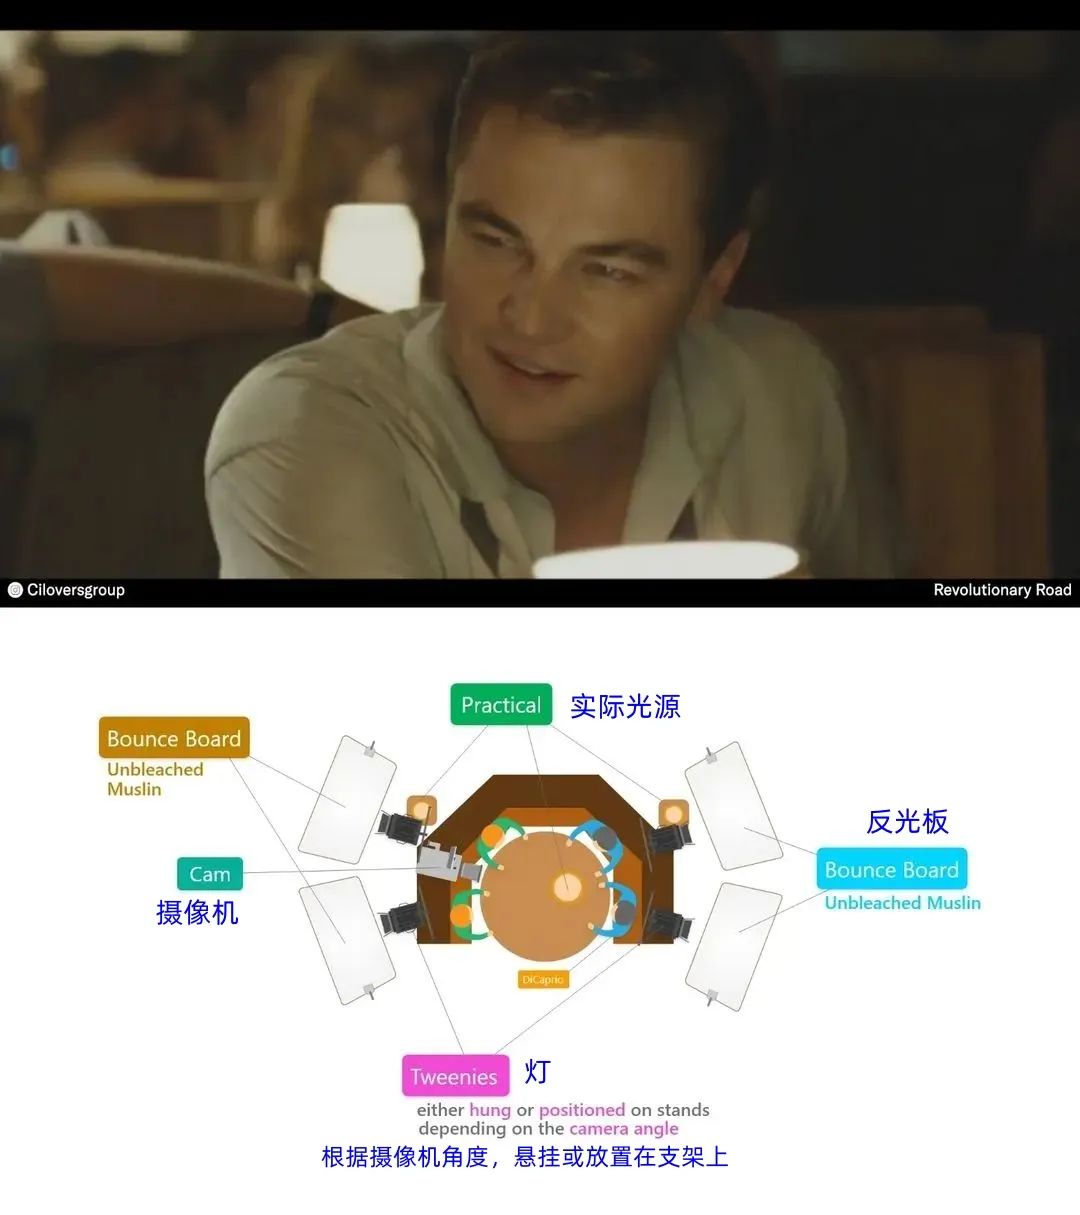 Ciloversgroup
Revolutionary Road
Practical
实际光源
Bounce Board
Unbleached
Muslin
反光板
Bounce Board
Unbleached Muslin
Cam
摄像机
DiCaprio
Tweenies
灯
either hung or positioned on stands
depending on the camera angle
根据摄像机角度，悬挂或放置在支架上